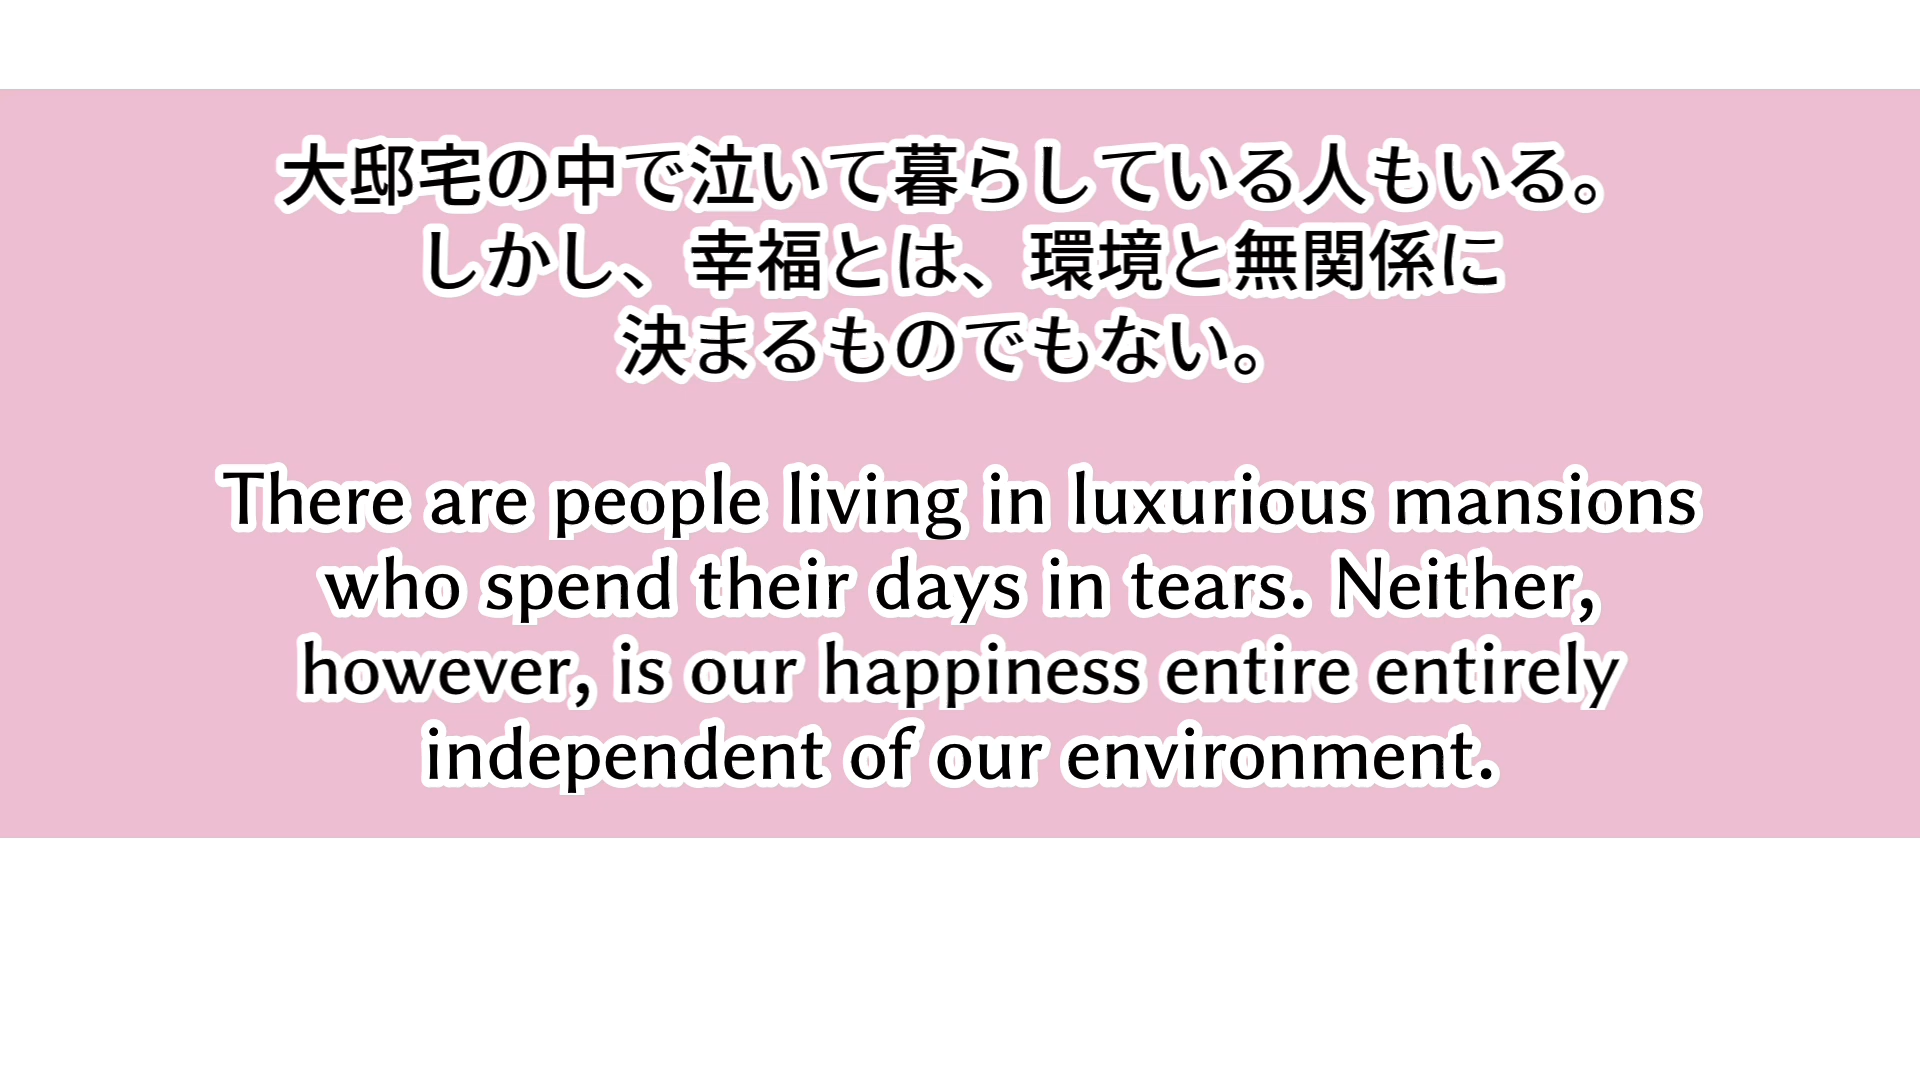 大邸宅の中で泣いて暮らしている人もいる。
しかし、幸福とは、環境と無関係に
決まるものでもない。
There are people living in luxurious mansions
who spend their days in tears. Neither,
however, is our happiness entire entirely
independent of our environment.